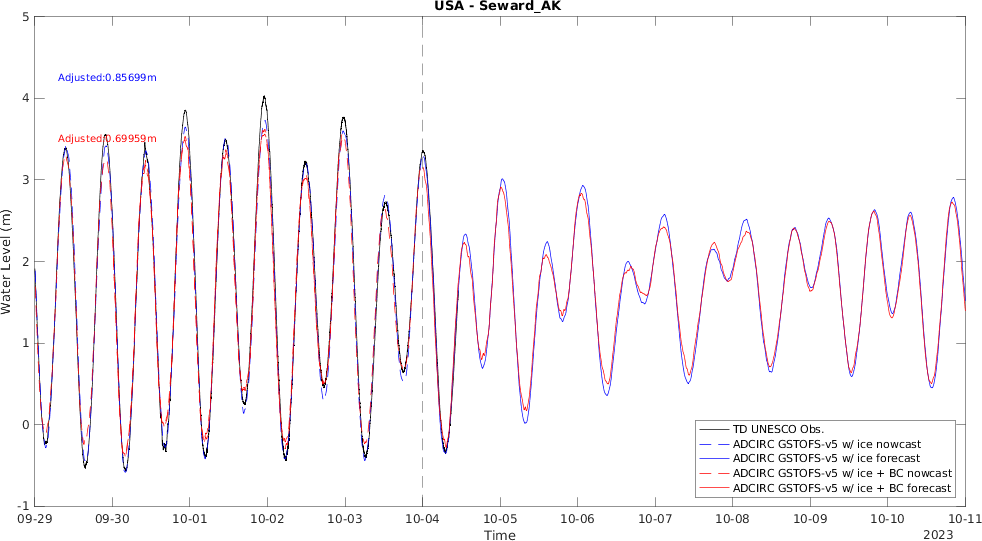 USA - Seward_AK
5
4
3
2
1
0
-1
Water Level (m)
Adjusted:0.85699m
Adjusted:0.69959m
TD UNESCO Obs.
ADCIRC GSTOFS-v5 w/ ice nowcast
ADCIRC GSTOFS-v5 w/ ice forecast
ADCIRC GSTOFS-v5 w/ ice + BC nowcast
ADCIRC GSTOFS-v5 w/ ice + BC forecast
09-29 09-30 10-01 10-02 10-03 10-04 10-05 10-06 10-07 10-08 10-09 10-10 10-11
Time
2023